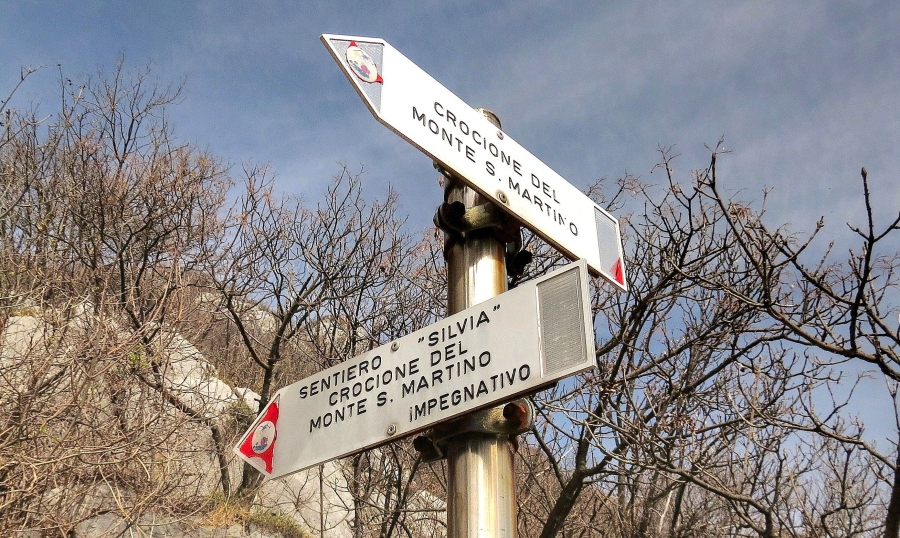 CROCIONE DEL
MONTE S. MARTINO
SENTIERO "SILVIA"
CROCIONE DEL
MONTE S. MARTINO
iMPEGNATIVO